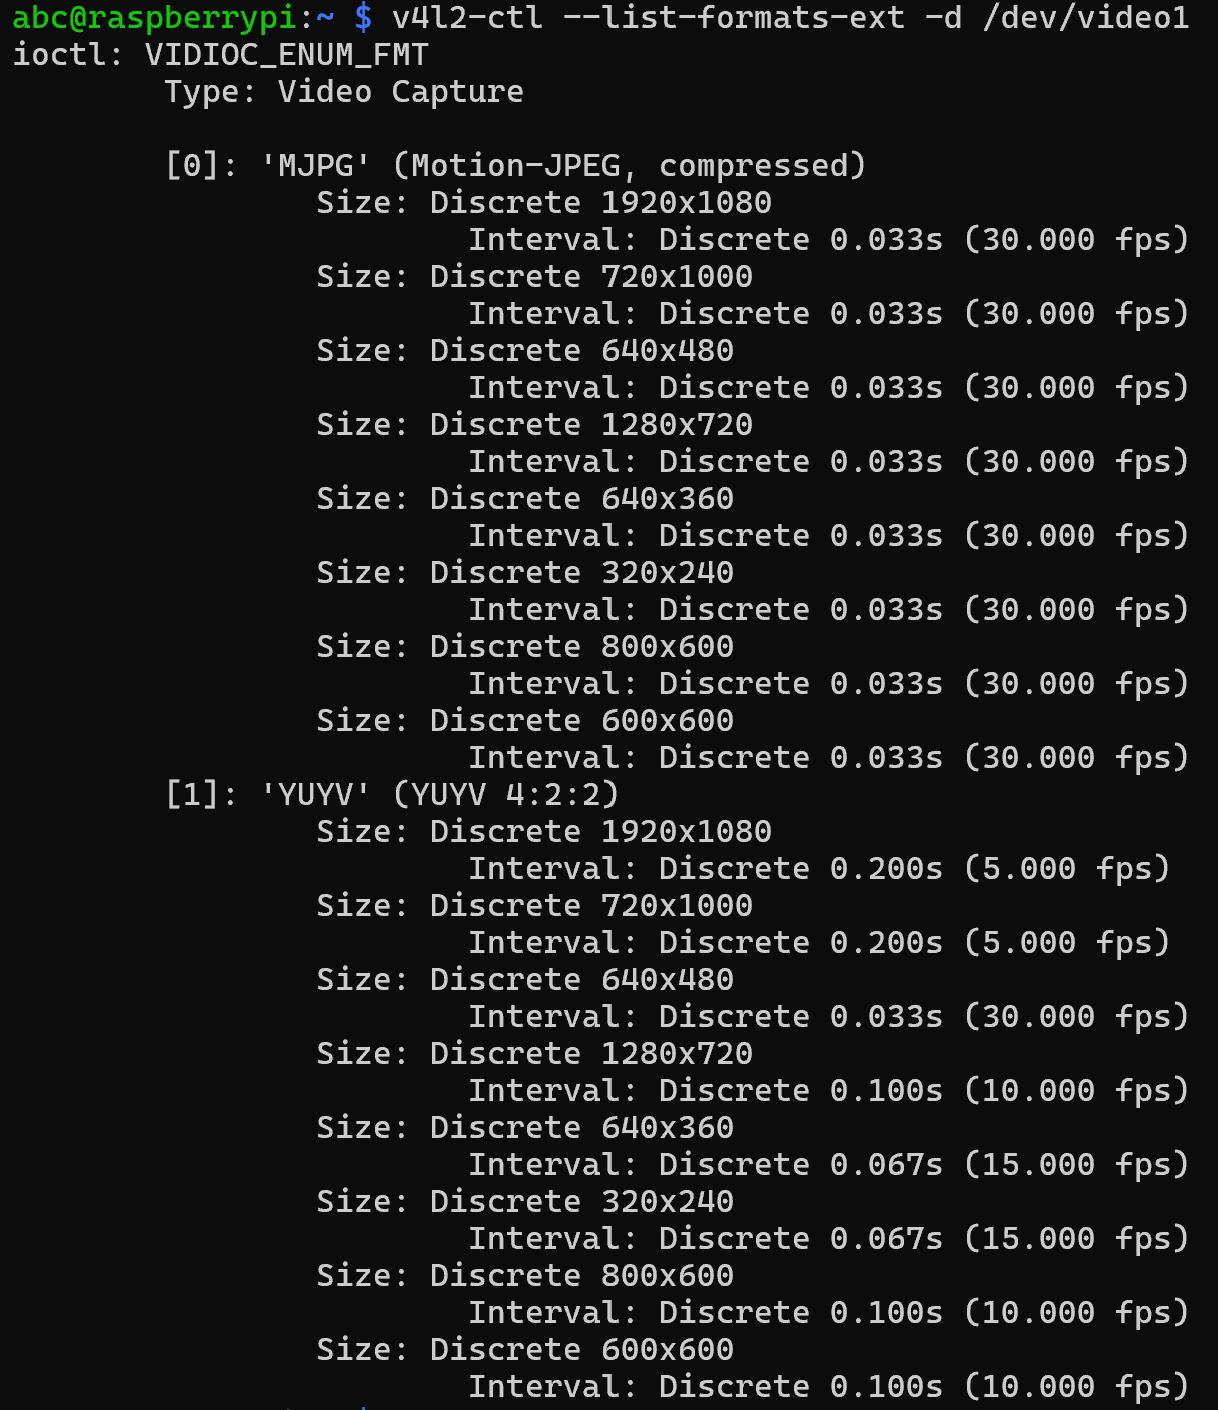 abc@raspberrypi:~ $ v4l2-ctl --list-formats-ext -d /dev/video1
ioctl: VIDIOC_ENUM_FMT
Type: Video Capture
[0]: 'MJPG' (Motion-JPEG, compressed)
Size: Discrete 1920x1080
Interval: Discrete 0.033s (30.000 fps)
Size: Discrete 720x1000
Interval: Discrete 0.033s (30.000 fps)
Size: Discrete 640x480
Interval: Discrete 0.033s (30.000 fps)
Size: Discrete 1280x720
Interval: Discrete 0.033s (30.000 fps)
Size: Discrete 640x360
Interval: Discrete 0.033s (30.000 fps)
Size: Discrete 320x240
Interval: Discrete 0.033s (30.000 fps)
Size: Discrete 800x600
Interval: Discrete 0.033s (30.000 fps)
Size: Discrete 600x600
Interval: Discrete 0.033s (30.000 fps)
[1]: 'YUYV' (YUYV 4:2:2)
Size: Discrete 1920x1080
Interval: Discrete 0.200s (5.000 fps)
Size: Discrete 720x1000
Interval: Discrete 0.200s (5.000 fps)
Size: Discrete 640x480
Interval: Discrete 0.033s (30.000 fps)
Size: Discrete 1280x720
Interval: Discrete 0.100s (10.000 fps)
Size: Discrete 640x360
Interval: Discrete 0.067s (15.000 fps)
Size: Discrete 320x240
Interval: Discrete 0.067s (15.000 fps)
Size: Discrete 800x600
Interval: Discrete 0.100s (10.000 fps)
Size: Discrete 600x600
Interval: Discrete 0.100s (10.000 fps)